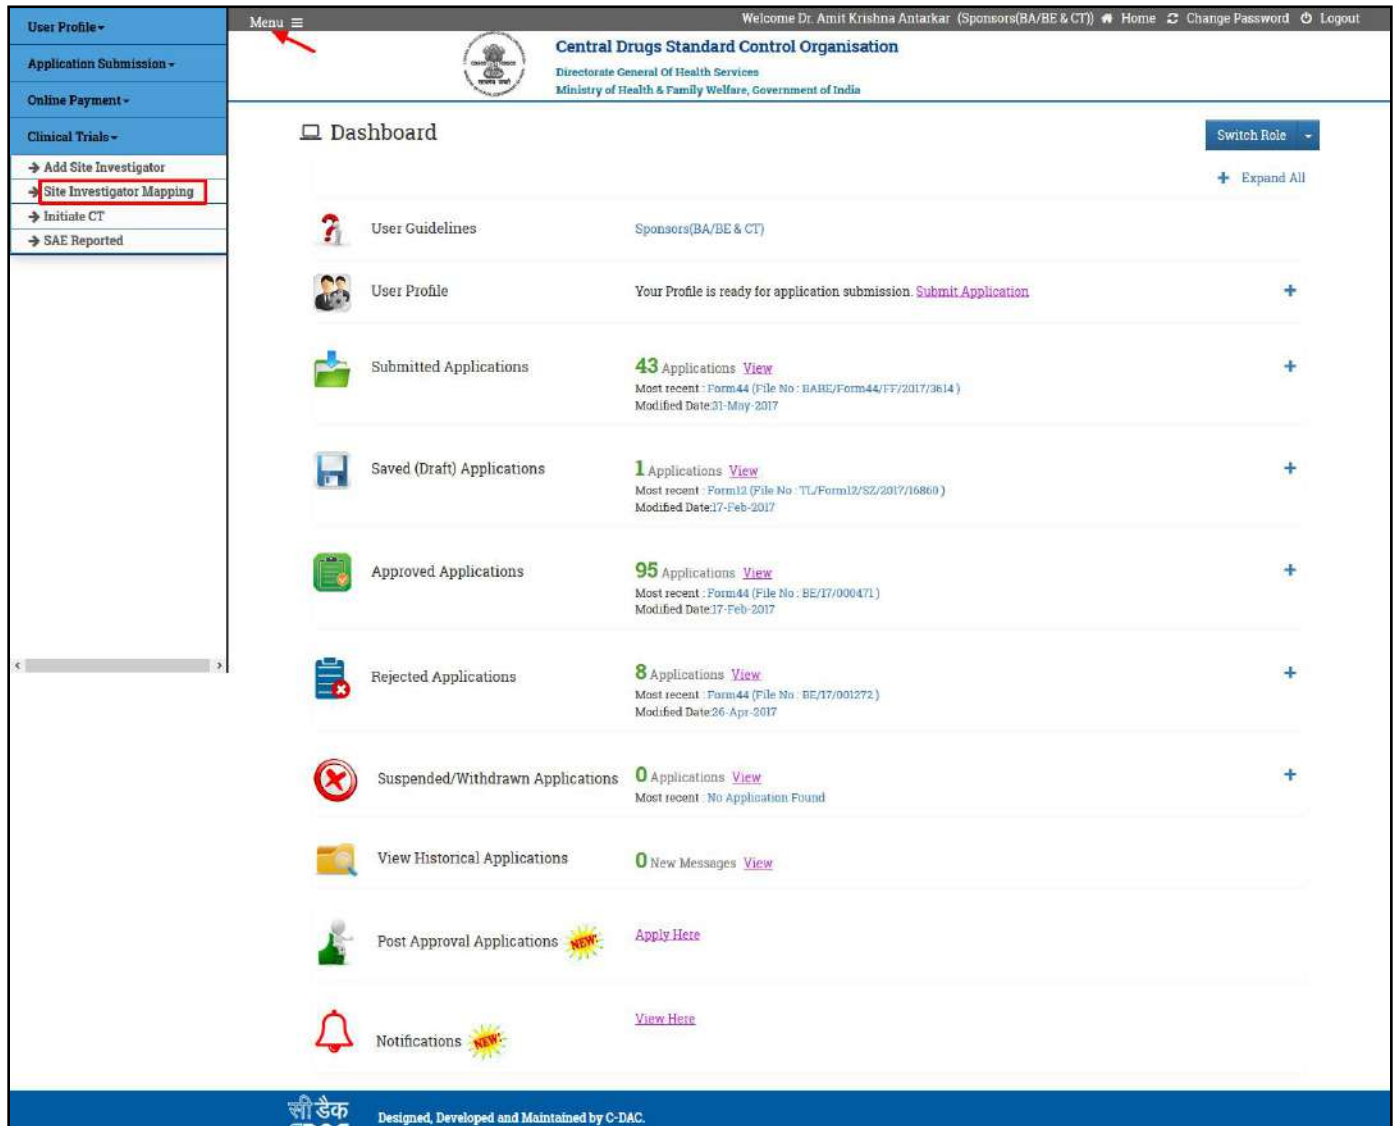 User Profile
Application Submission
Online Payment
Clinical Trials
Add Site Investigator
Site Investigator Mapping
Initiate CT
SAE Reported
Menu
Welcome Dr. Amit Krishna Antarkar (Sponsors(BA/BE & CT)) Home Change Password Logout
Central Drugs Standard Control Organisation
Directorate General Of Health Services
Ministry of Health & Family Welfare, Government of India
Dashboard
Switch Role
Expand All
User Guidelines Sponsors(BA/BE & CT)
User Profile Your Profile is ready for application submission. Submit Application
Submitted Applications 43 Applications View
Most recent : Form44 (File No : BABE/Form44/FF/2017/3614 )
Modified Date:31-May-2017
Saved (Draft) Applications 1 Applications View
Most recent : Form12 (File No : TL/Form12/SZ/2017/16860 )
Modified Date:17-Feb-2017
Approved Applications 95 Applications View
Most recent : Form44 (File No : BE/17/000471 )
Modified Date:17-Feb-2017
Rejected Applications 8 Applications View
Most recent : Form44 (File No : BE/17/001272 )
Modified Date:26-Apr-2017
Suspended/Withdrawn Applications 0 Applications View
Most recent : No Application Found
View Historical Applications 0 New Messages View
Post Approval Applications NEW! Apply Here
Notifications NEW! View Here
सी डैक
Designed, Developed and Maintained by C-DAC.